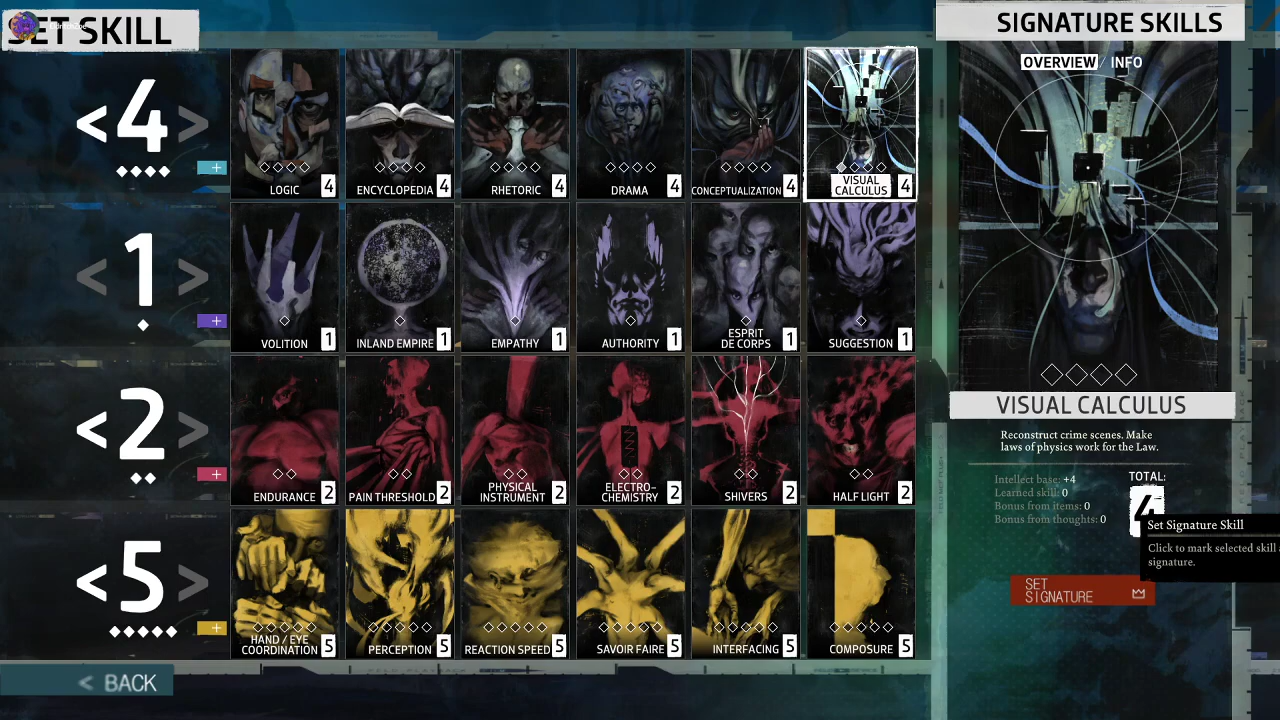 SET SKILL
SIGNATURE SKILLS
OVERVIEW / INFO
< 4 >
LOGIC 4
ENCYCLOPEDIA 4
RHETORIC 4
DRAMA 4
CONCEPTUALIZATION 4
VISUAL
CALCULUS 4
< 1 >
VOLITION 1
INLAND EMPIRE 1
EMPATHY 1
AUTHORITY 1
ESPRIT
DE CORPS 1
SUGGESTION 1
< 2 >
ENDURANCE 2
PAIN THRESHOLD 2
PHYSICAL
INSTRUMENT 2
ELECTRO-
CHEMISTRY 2
SHIVERS 2
HALF LIGHT 2
< 5 >
HAND / EYE
COORDINATION 5
PERCEPTION 5
REACTION SPEED 5
SAVOIR FAIRE 5
INTERFACING 5
COMPOSURE 5
< BACK
VISUAL CALCULUS
Reconstruct crime scenes. Make
laws of physics work for the Law.
Intellect base: +4
Learned skill: 0
Bonus from items: 0
Bonus from thoughts: 0
TOTAL:
4
Set Signature Skill
Click to mark selected skill
signature.
SET
SIGNATURE